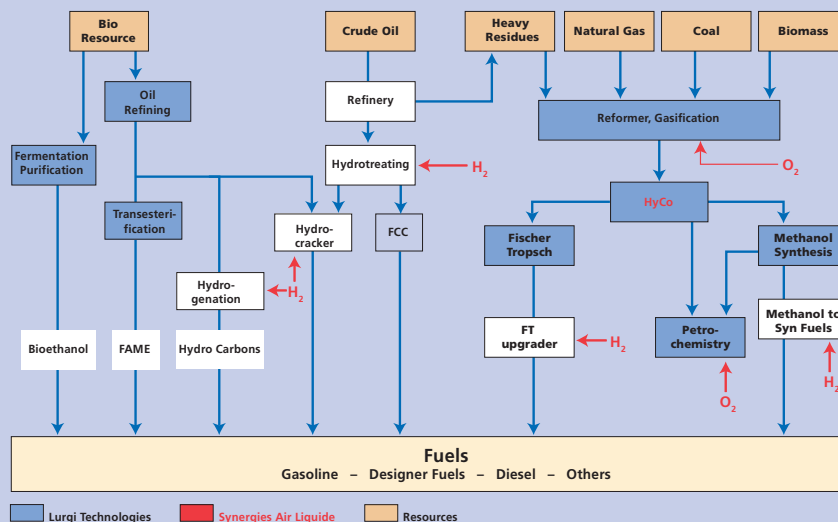 Bio
Resource
Crude Oil
Heavy
Residues
Natural Gas
Coal
Biomass
Oil
Refining
Refinery
Reformer, Gasification
Fermentation
Purification
Hydrotreating
H2
O2
HyCo
Transesteri-
fication
Hydro-
cracker
FCC
Fischer
Tropsch
Methanol
Synthesis
Hydro-
genation
H2
Methanol to
Syn Fuels
FT
upgrader
H2
Petro-
chemistry
Bioethanol
FAME
Hydro Carbons
H2
O2
Fuels
Gasoline – Designer Fuels – Diesel – Others
Lurgi Technologies
Synergies Air Liquide
Resources